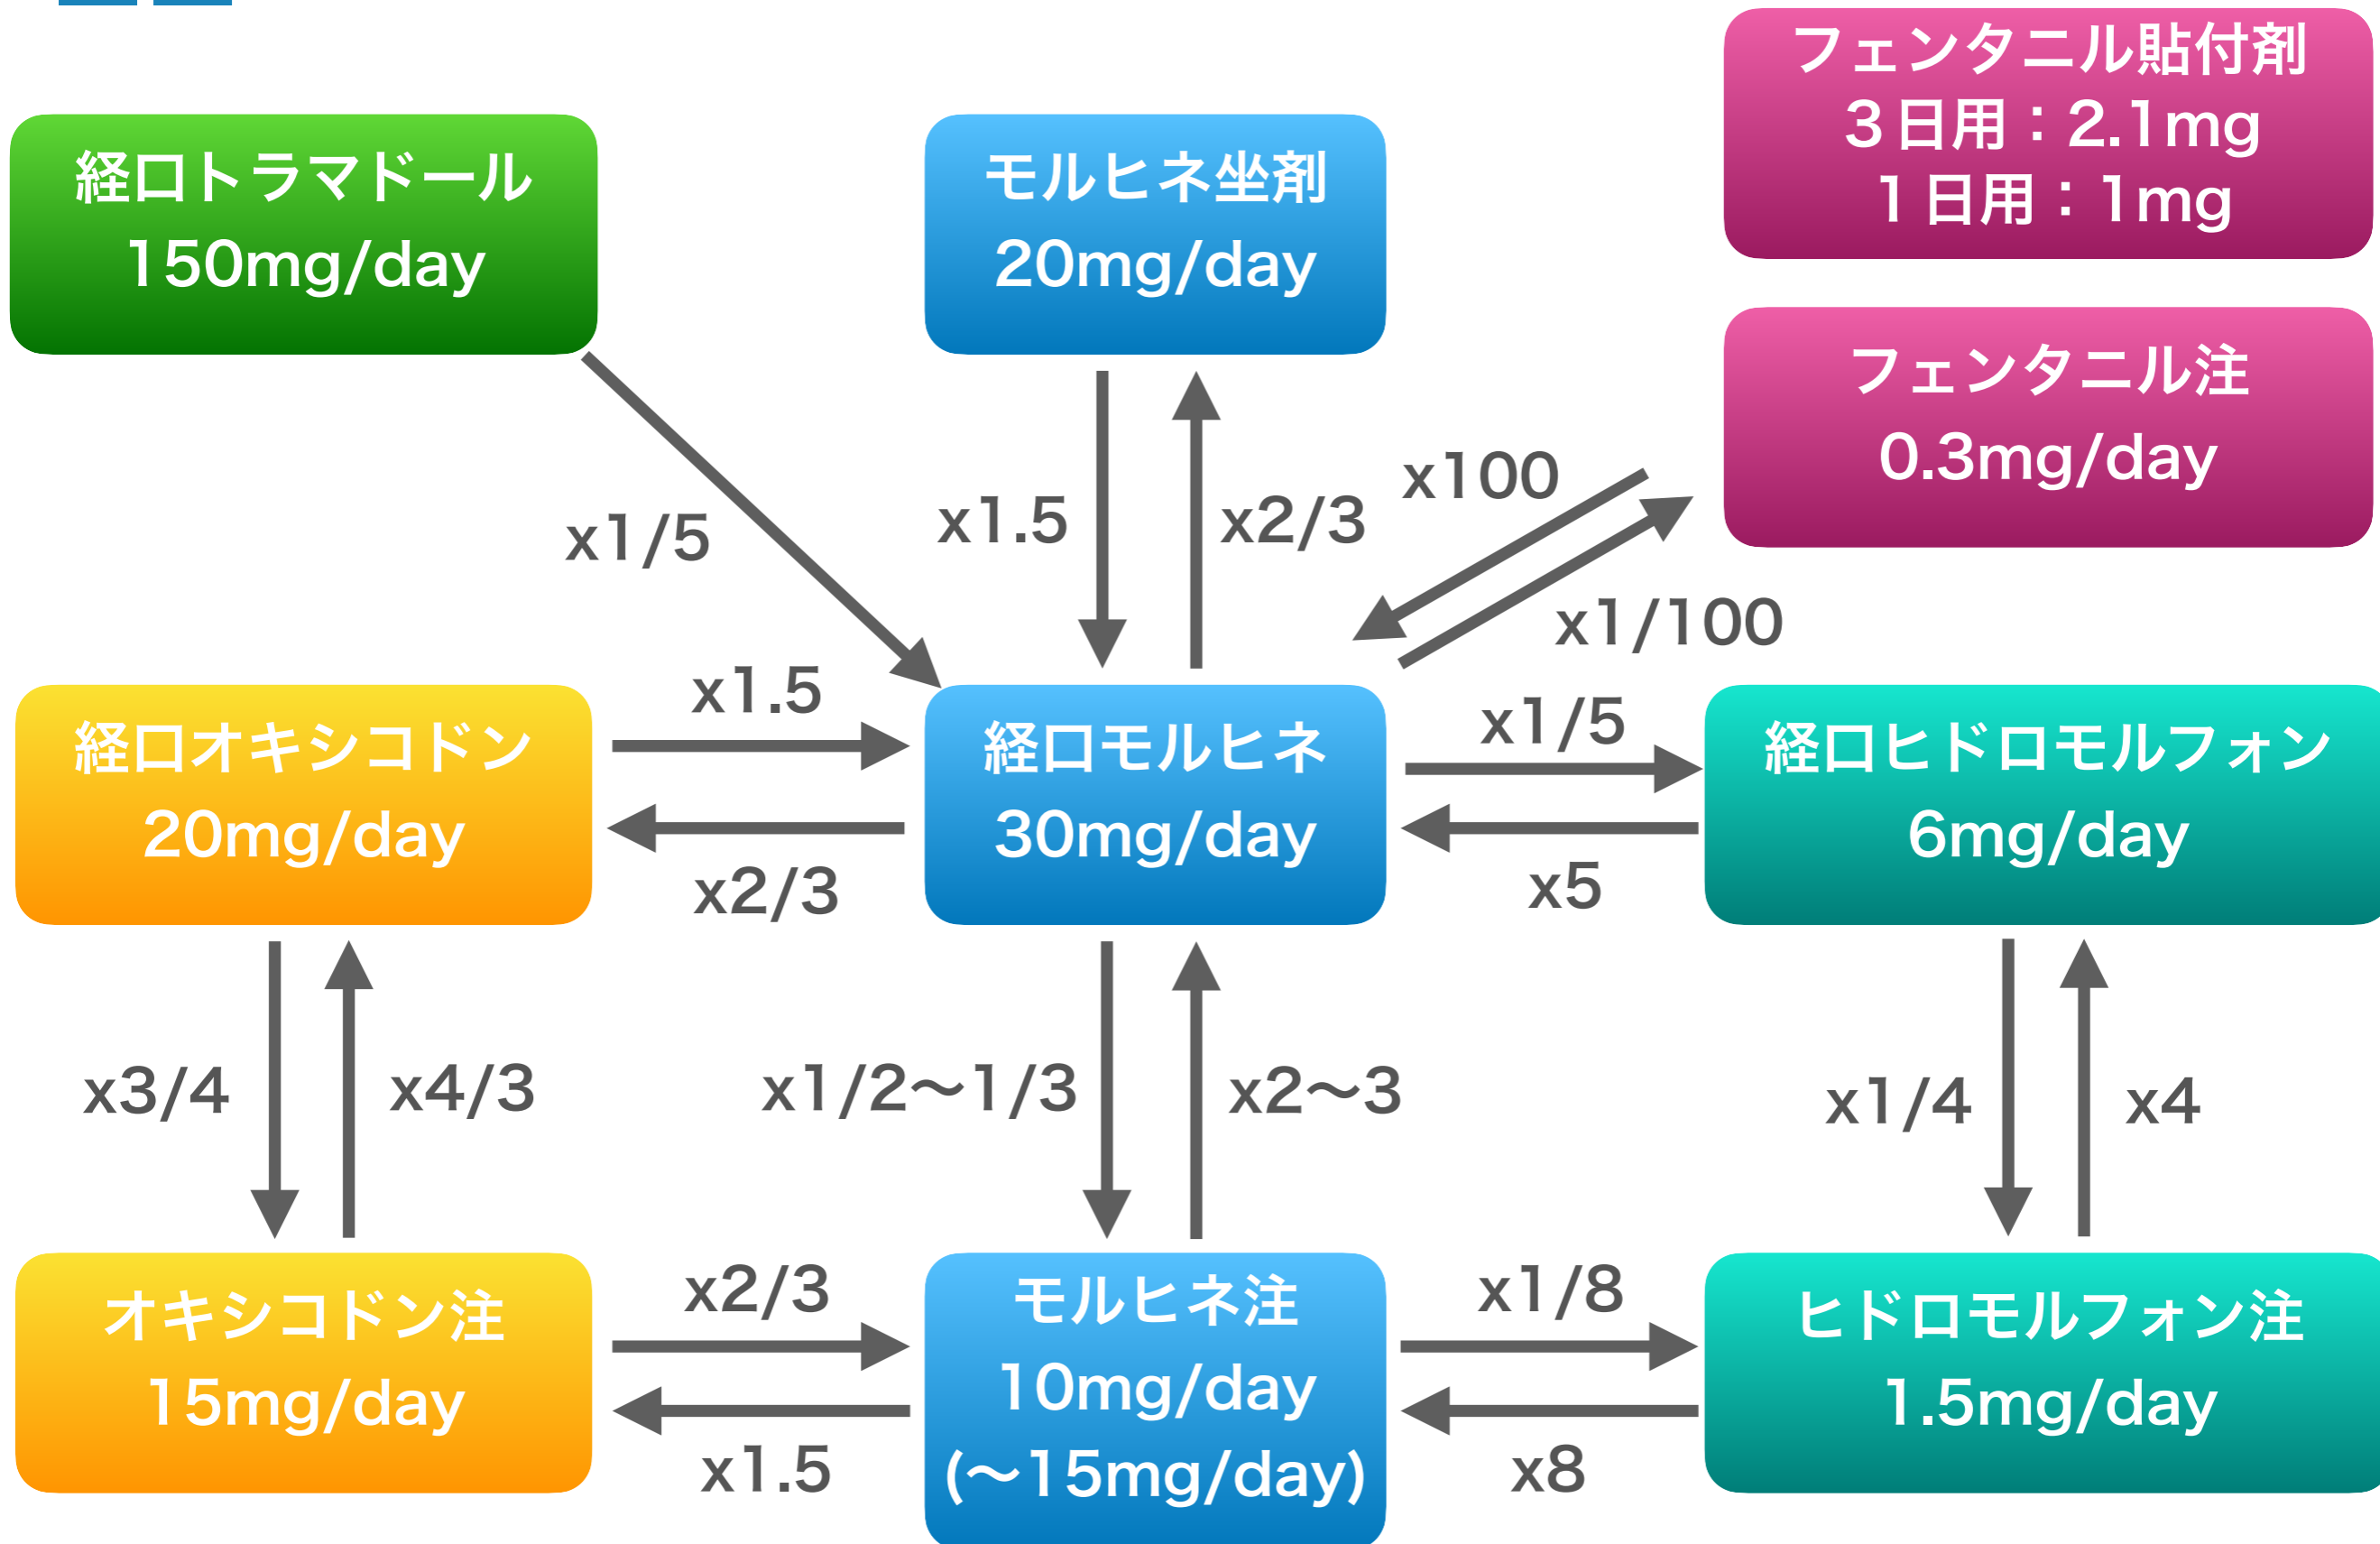 フェンタニル貼付剤
3日用：2.1mg
1日用：1mg
経口トラマドール
150mg/day
モルヒネ坐剤
20mg/day
フェンタニル注
0.3mg/day
x1/5
x1.5
x2/3
x100
x1/100
経口オキシコドン
20mg/day
x1.5
x2/3
経口モルヒネ
30mg/day
x1/5
x5
経口ヒドロモルフォン
6mg/day
x3/4
x4/3
x1/2〜1/3
x2〜3
x1/4
x4
オキシコドン注
15mg/day
x2/3
x1.5
モルヒネ注
10mg/day
(〜15mg/day)
x1/8
x8
ヒドロモルフォン注
1.5mg/day